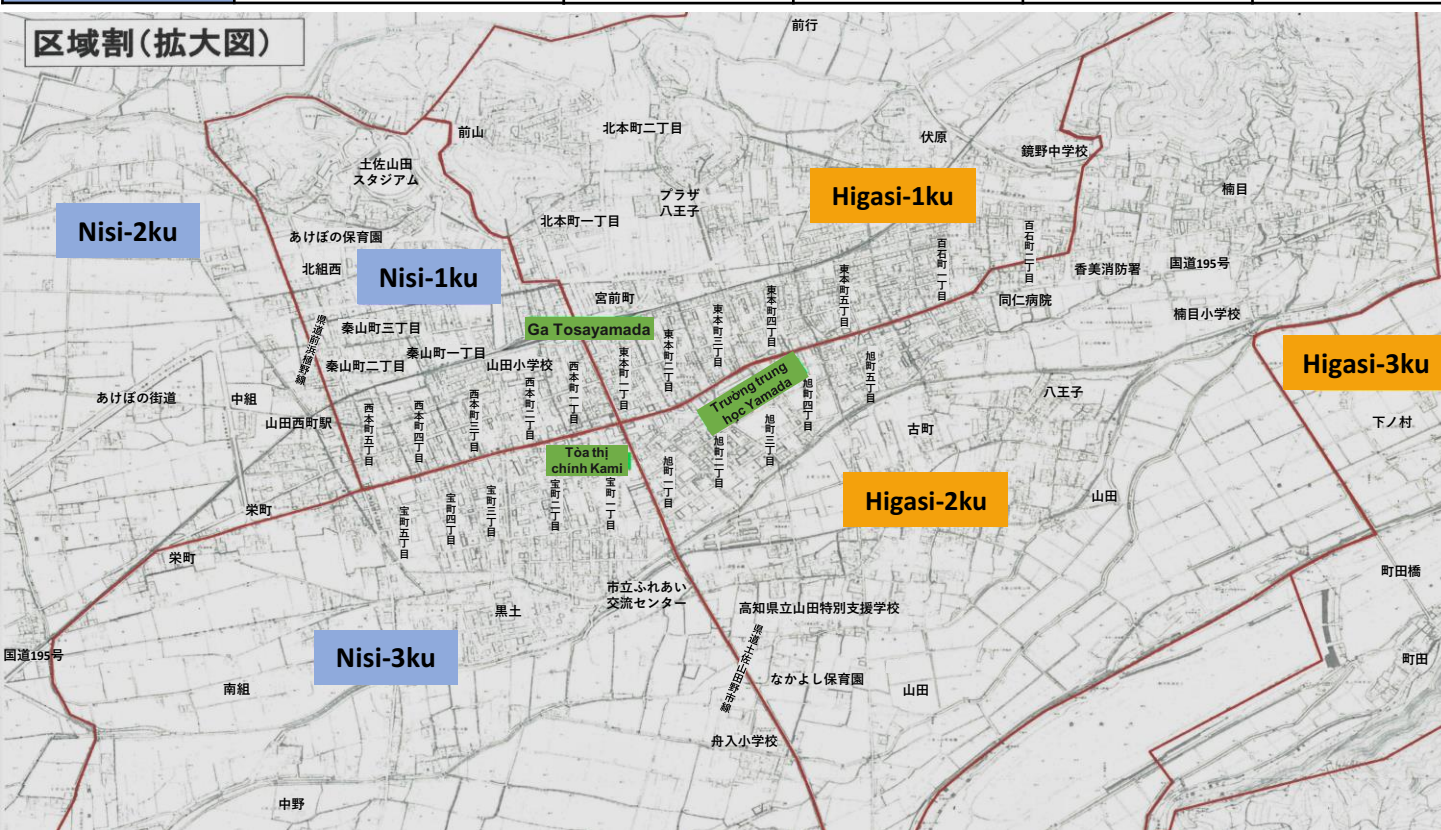 区域割(拡大図)
前行
前山
北本町二丁目
伏原
鏡野中学校
土佐山田
スタジアム
プラザ
八王子
楠目
Higasi-1ku
Nisi-2ku
北本町一丁目
あけぼの保育園
百石町二丁目
百石町一丁目
北組西
Nisi-1ku
香美消防署
国道195号
東本町五丁目
宮前町
東本町四丁目
同仁病院
楠目小学校
Ga Tosayamada
東本町三丁目
東本町二丁目
東本町一丁目
県道前浜植野線
秦山町三丁目
秦山町一丁目
秦山町二丁目
山田小学校
西本町一丁目
西本町二丁目
西本町三丁目
西本町四丁目
西本町五丁目
Higasi-3ku
Trường trung
học Yamada
旭町五丁目
旭町四丁目
旭町三丁目
旭町二丁目
旭町一丁目
あけぼの街道
中組
山田西町駅
八王子
下ノ村
古町
Tòa thị
chính Kami
宝町一丁目
宝町二丁目
宝町三丁目
宝町四丁目
宝町五丁目
Higasi-2ku
山田
栄町
栄町
市立ふれあい
交流センター
町田橋
黒土
高知県立山田特別支援学校
県道土佐山田野市線
国道195号
Nisi-3ku
町田
なかよし保育園
山田
南組
舟入小学校
中野